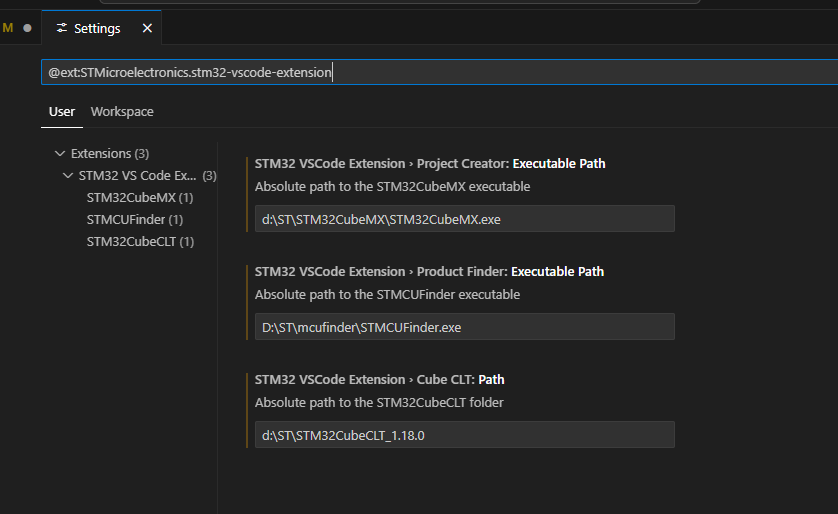 M
Settings
@ext:STMicroelectronics.stm32-vscode-extension
User Workspace
Extensions (3)
STM32 VS Code Ex... (3)
STM32CubeMX (1)
STMCUFinder (1)
STM32CubeCLT (1)
STM32 VSCode Extension › Project Creator: Executable Path
Absolute path to the STM32CubeMX executable
d:\ST\STM32CubeMX\STM32CubeMX.exe
STM32 VSCode Extension › Product Finder: Executable Path
Absolute path to the STMCUFinder executable
D:\ST\mcufinder\STMCUFinder.exe
STM32 VSCode Extension › Cube CLT: Path
Absolute path to the STM32CubeCLT folder
d:\ST\STM32CubeCLT_1.18.0